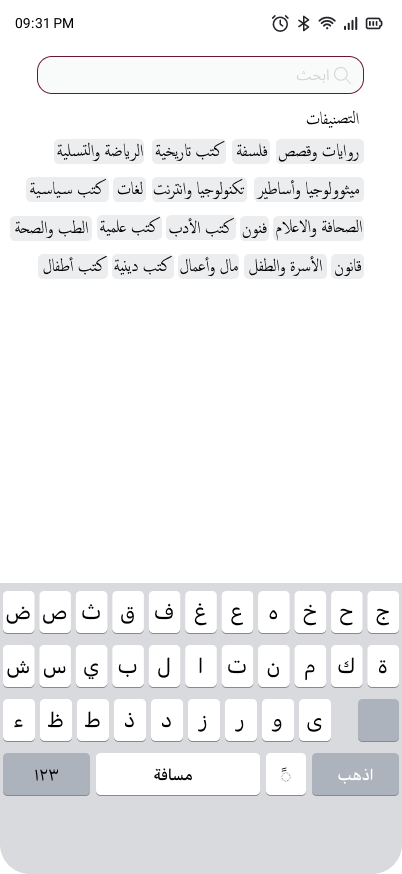 09:31 PM
ابحث
التصنيفات
روايات وقصص فلسفة كتب تاريخية الرياضة والتسلية
ميثوولوجيا وأساطير تكنولوجيا وانترنت لغات كتب سياسية
الصحافة والاعلام فنون كتب الأدب كتب علمية الطب والصحة
قانون الأسرة والطفل مال وأعمال كتب دينية كتب أطفال
ج ح خ ه ع غ ف ق ث ص ض
ة ك م ن ت ا ل ب ي س ش
ى و ر ز د ذ ط ظ ء
اذهب مسافة ١٢٣